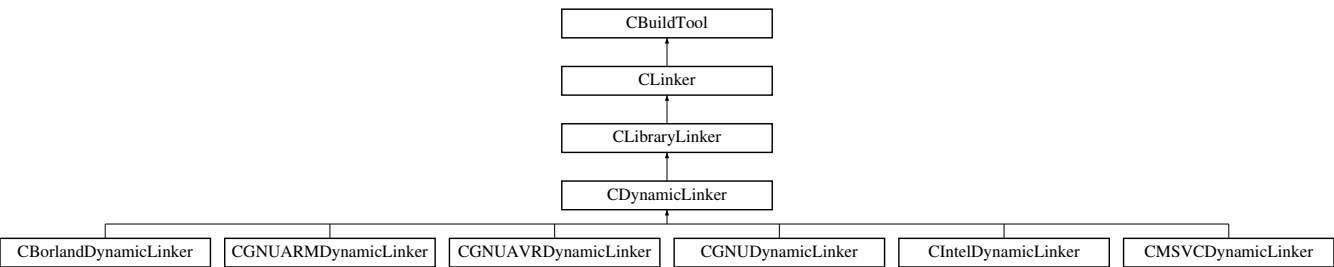 CBuildTool
CLinker
CLibraryLinker
CDynamicLinker
CBorlandDynamicLinker CGNUARMDynamicLinker CGNUAVRDynamicLinker CGNUDynamicLinker CIntelDynamicLinker CMSVCDynamicLinker